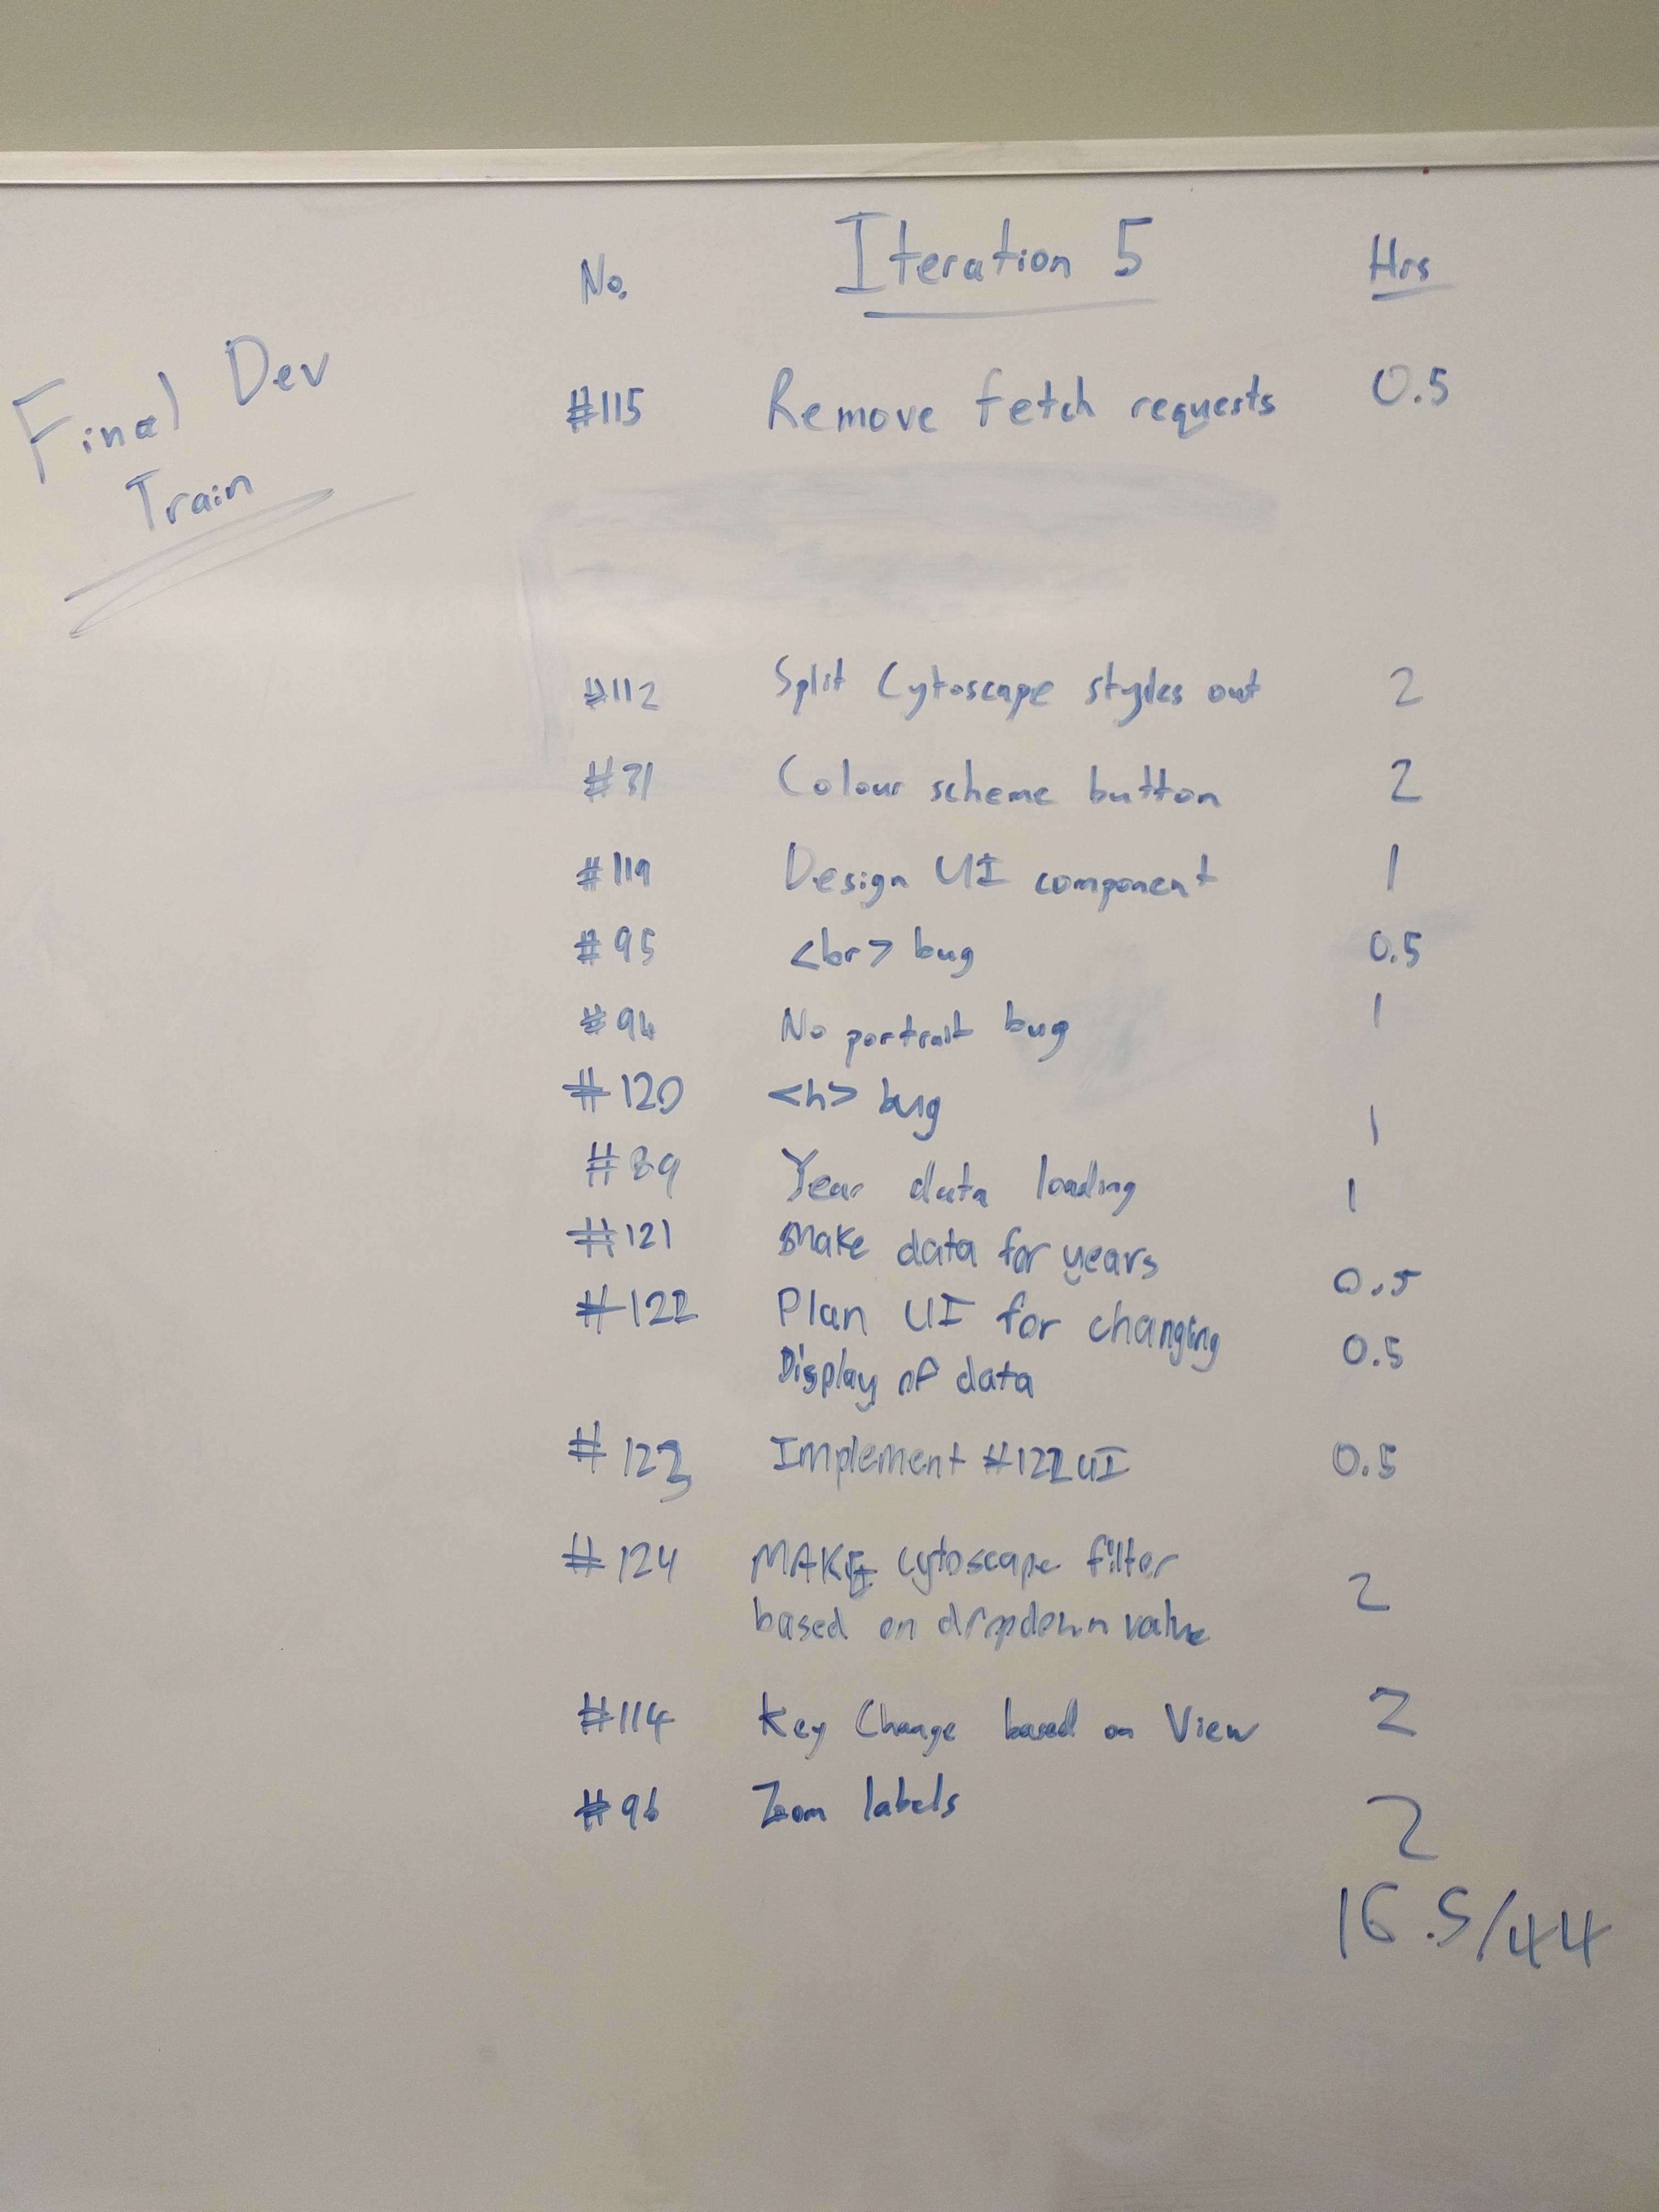 No. Iteration 5 Hrs
Final Dev
Train
#115 Remove fetch requests 0.5
#112 Split Cytoscape styles out 2
#31 Colour scheme button 2
#119 Design UI component 1
#95 <br> bug 0.5
#94 No portrait bug 1
#120 <h> bug 1
#89 Year data loading 1
#121 Make data for years 0.5
#122 Plan UI for changing 0.5
Display of data
#123 Implement #122 UI 0.5
#124 MAKE cytoscape filter 2
based on dropdown value
#114 Key Change based on View 2
#96 Zoom labels 2
16.5/44